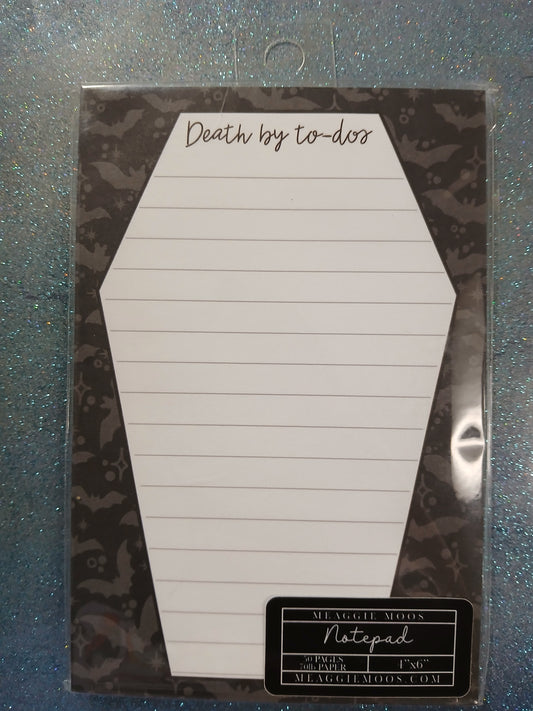 Death by to-dos
MEAGGIE MOOS
Notepad
50 PAGES
70lb PAPER
4"x6"
MEAGGIEMOOS.COM